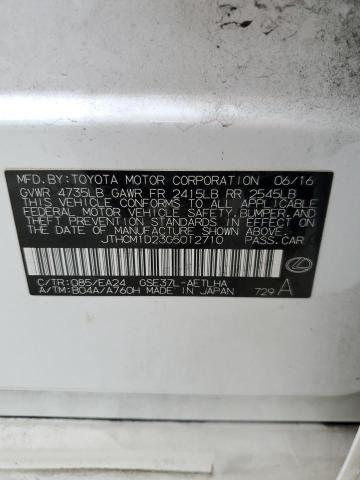 MFD. BY:TOYOTA MOTOR CORPORATION 06/16
GVWR 4735LB GAWR FR 2415LB RR 2545LB
THIS VEHICLE CONFORMS TO ALL APPLICABLE
FEDERAL MOTOR VEHICLE SAFETY, BUMPER, AND
THEFT PREVENTION STANDARDS IN EFFECT ON
THE DATE OF MANUFACTURE SHOWN ABOVE.
JTHCM1D23G5012710 PASS.CAR
C/TR:085/EA24 GSE37L-AETLHA
A/TM:B04A/A760H MADE IN JAPAN 729 A